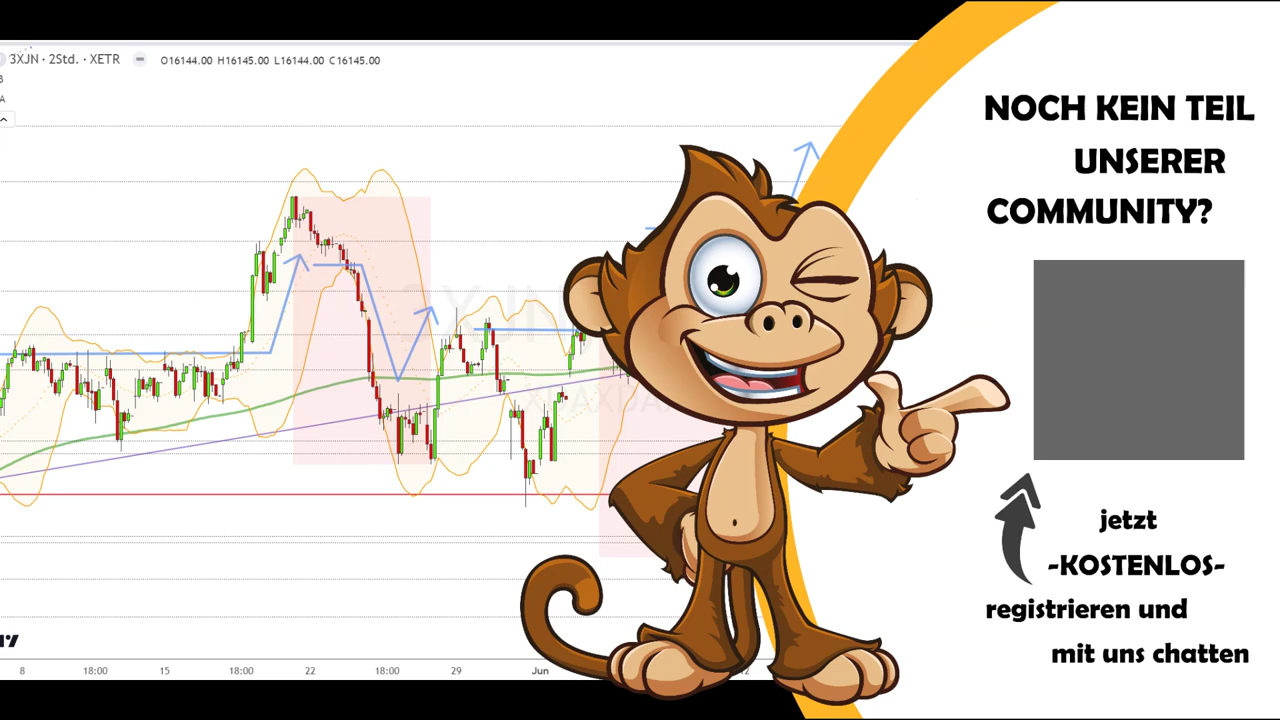 3XJN · 2Std. · XETR
O16144.00 H16145.00 L16144.00 C16145.00
B
A
NOCH KEIN TEIL
UNSERER
COMMUNITY?
jetzt
-KOSTENLOS-
registrieren und
mit uns chatten
8 18:00 15 18:00 22 18:00 29 Jun 12